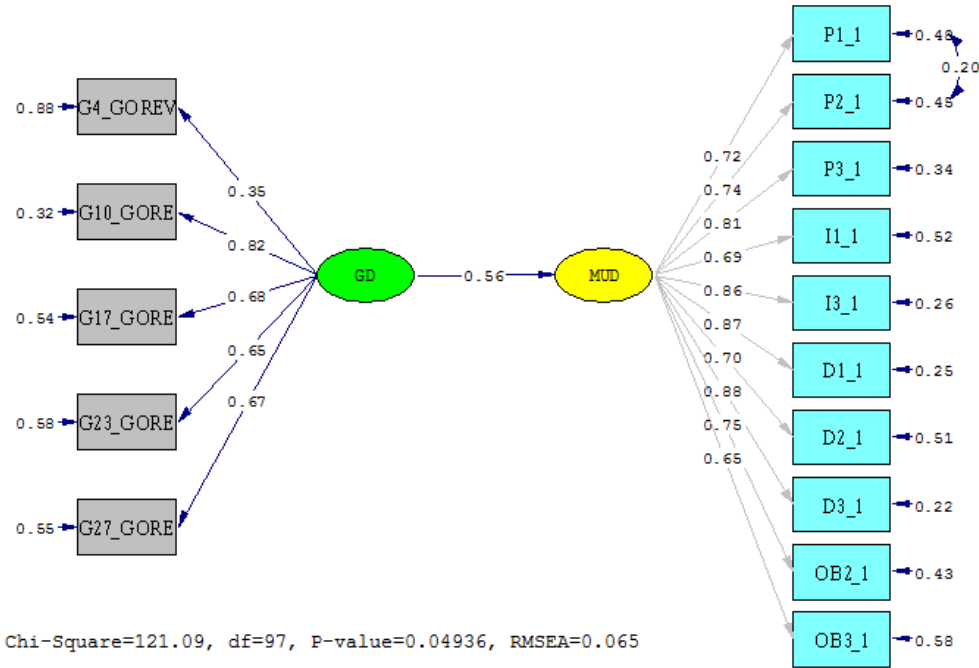 P1_1
0.48
0.20
0.88
G4_GOREV
P2_1
0.45
0.72
0.74
P3_1
0.34
0.35
0.32
G10_GORE
0.81
I1_1
0.52
0.82
0.69
GD
0.56
MUD
0.68
0.86
I3_1
0.26
0.54
G17_GORE
0.87
0.65
0.70
D1_1
0.25
0.88
0.67
0.58
G23_GORE
0.75
D2_1
0.51
0.65
D3_1
0.22
0.55
G27_GORE
OB2_1
0.43
Chi-Square=121.09, df=97, P-value=0.04936, RMSEA=0.065
OB3_1
0.58